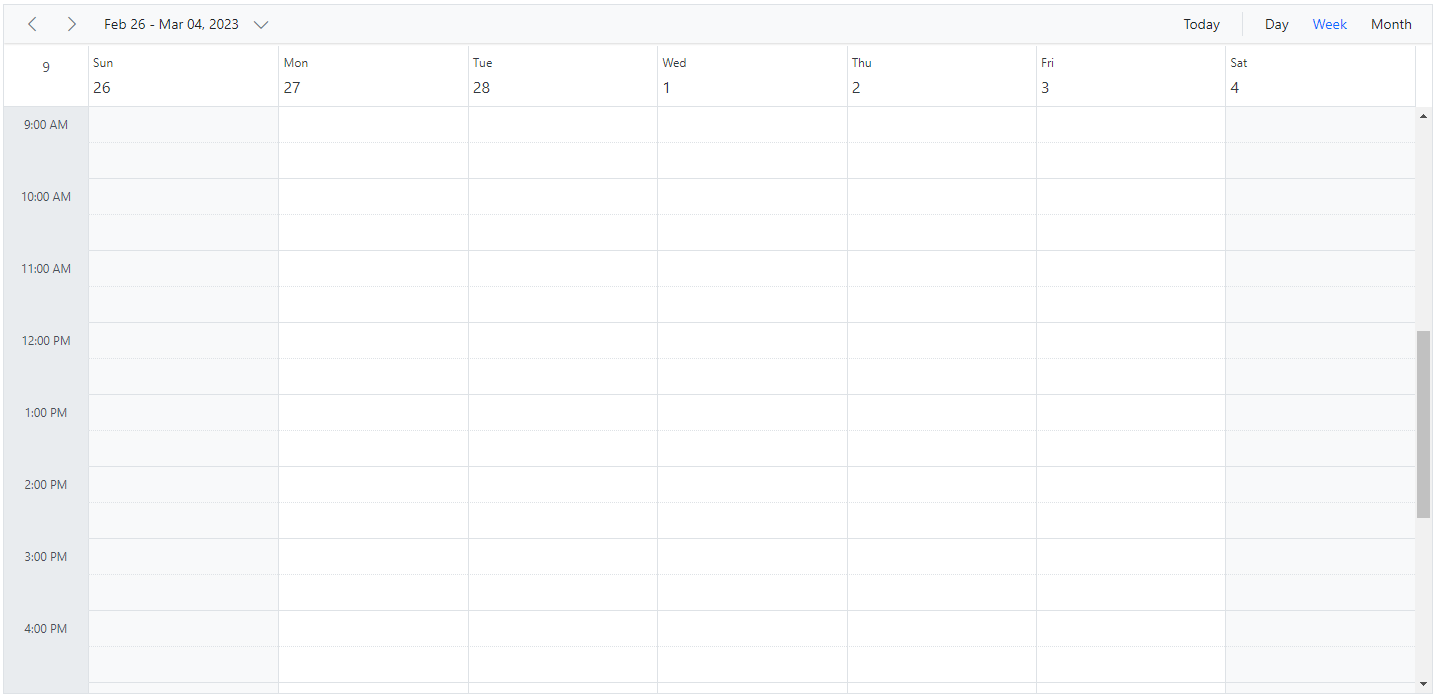 Feb 26 - Mar 04, 2023 Today Day Week Month
9 Sun Mon Tue Wed Thu Fri Sat
26 27 28 1 2 3 4
9:00 AM
10:00 AM
11:00 AM
12:00 PM
1:00 PM
2:00 PM
3:00 PM
4:00 PM